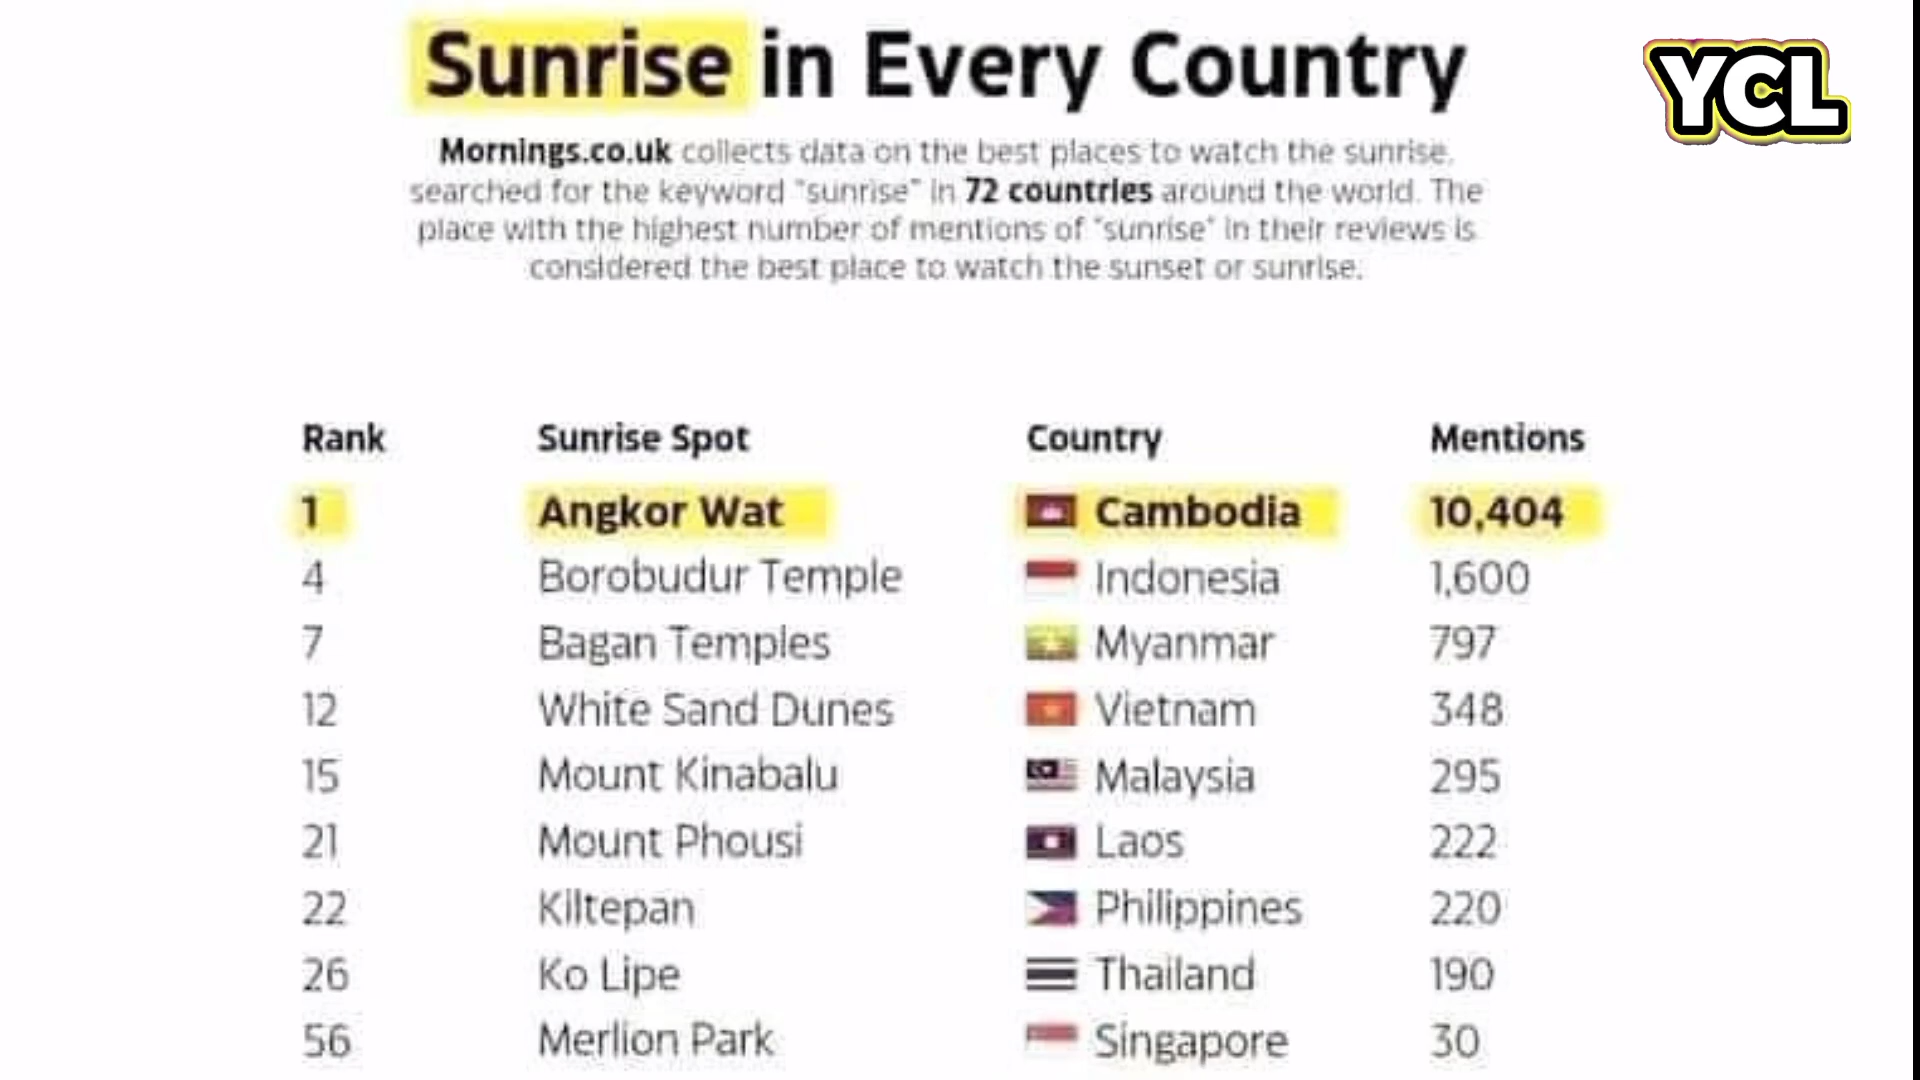 Sunrise in Every Country
YCL
Mornings.co.uk collects data on the best places to watch the sunrise,
searched for the keyword "sunrise" in 72 countries around the world. The
place with the highest number of mentions of "sunrise" in their reviews is
considered the best place to watch the sunset or sunrise.
Rank Sunrise Spot Country Mentions
1 Angkor Wat Cambodia 10,404
4 Borobudur Temple Indonesia 1,600
7 Bagan Temples Myanmar 797
12 White Sand Dunes Vietnam 348
15 Mount Kinabalu Malaysia 295
21 Mount Phousi Laos 222
22 Kiltepan Philippines 220
26 Ko Lipe Thailand 190
56 Merlion Park Singapore 30